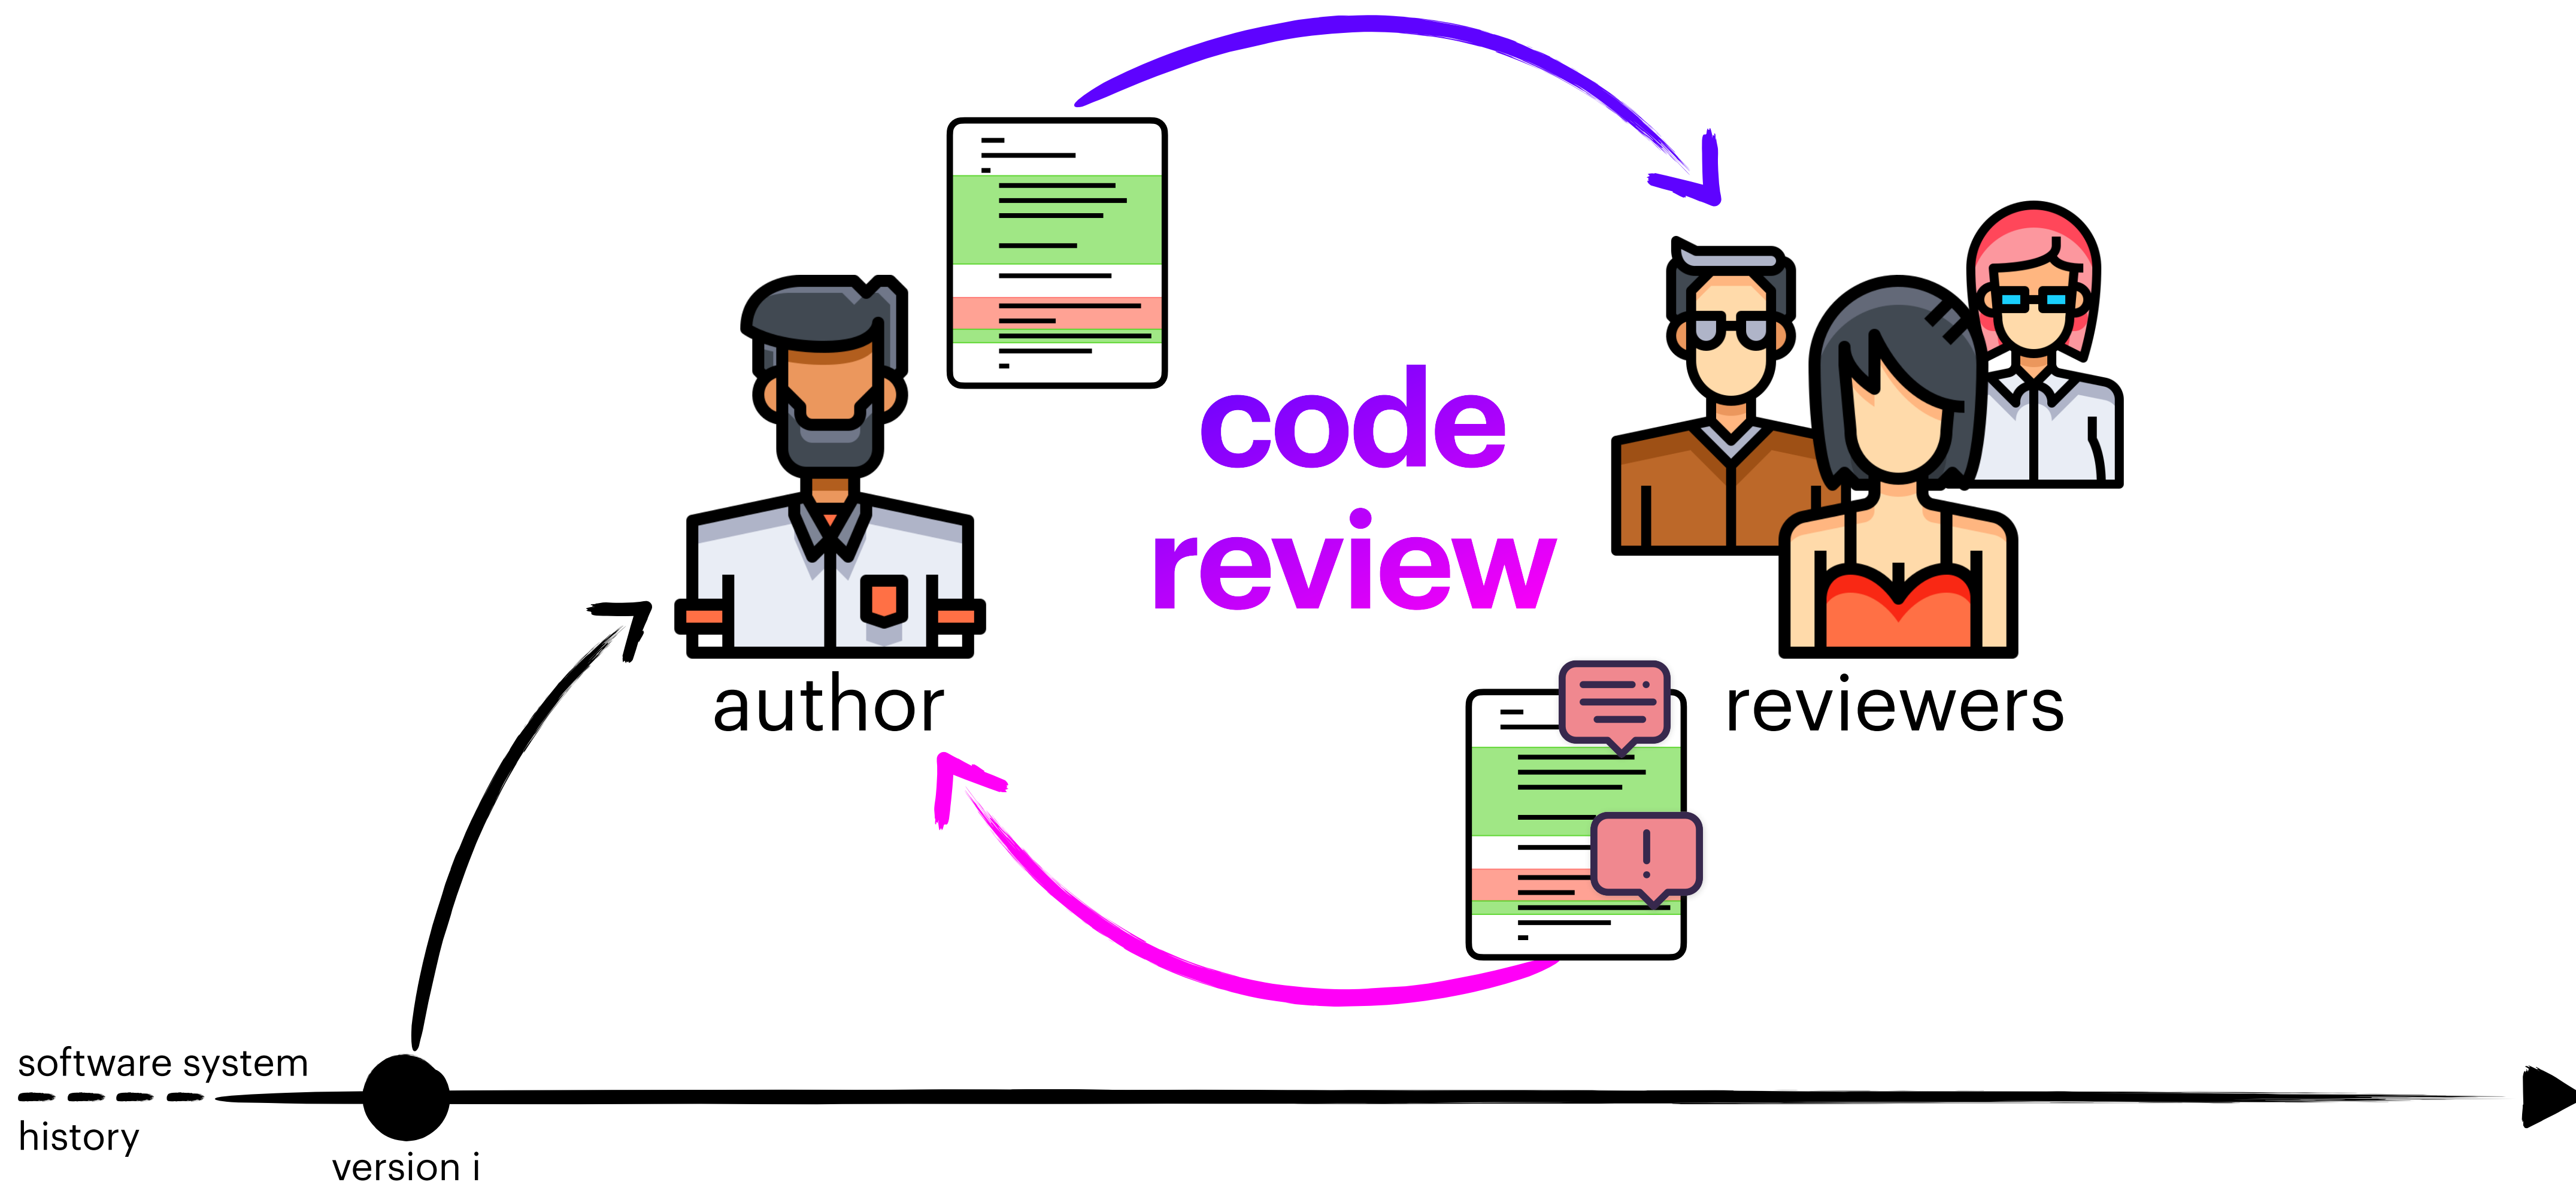 code
review
author
reviewers
software system
history
version i